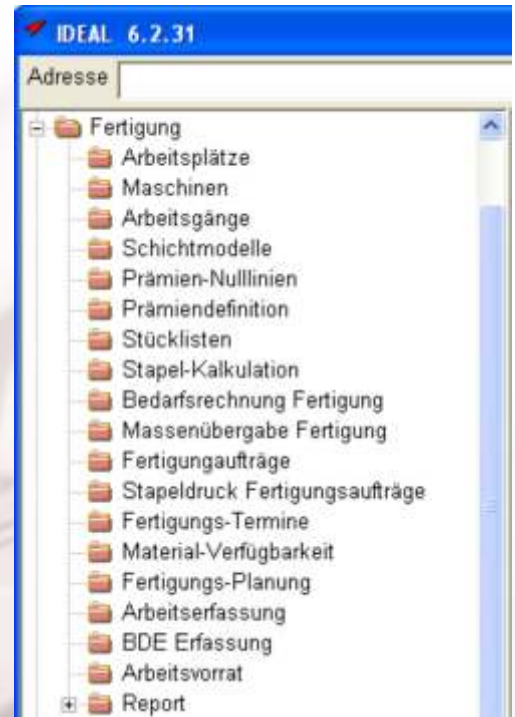 IDEAL 6.2.31
Adresse
Fertigung
Arbeitsplätze
Maschinen
Arbeitsgänge
Schichtmodelle
Prämien-Nulllinien
Prämiendefinition
Stücklisten
Stapel-Kalkulation
Bedarfsrechnung Fertigung
Massenübergabe Fertigung
Fertigungaufträge
Stapeldruck Fertigungsaufträge
Fertigungs-Termine
Material-Verfügbarkeit
Fertigungs-Planung
Arbeitserfassung
BDE Erfassung
Arbeitsvorrat
Report